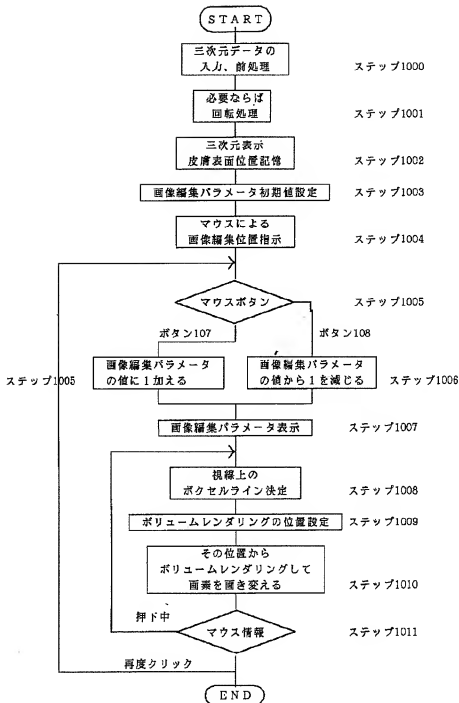 START
三次元データの
入力、前処理
ステップ1000
必要ならば
回転処理
ステップ1001
三次元表示
皮膚表面位置記憶
ステップ1002
画像編集パラメータ初期値設定
ステップ1003
マウスによる
画像編集位置指示
ステップ1004
マウスボタン
ステップ1005
ボタン107
ボタン108
ステップ1005
画像編集パラメータ
の値に1加える
画像編集パラメータ
の値から1を減じる
ステップ1006
画像編集パラメータ表示
ステップ1007
視線上の
ボクセルライン決定
ステップ1008
ボリュームレンダリングの位置設定
ステップ1009
その位置から
ボリュームレンダリングして
画素を書き変える
ステップ1010
押下中
マウス情報
ステップ1011
再度クリック
END